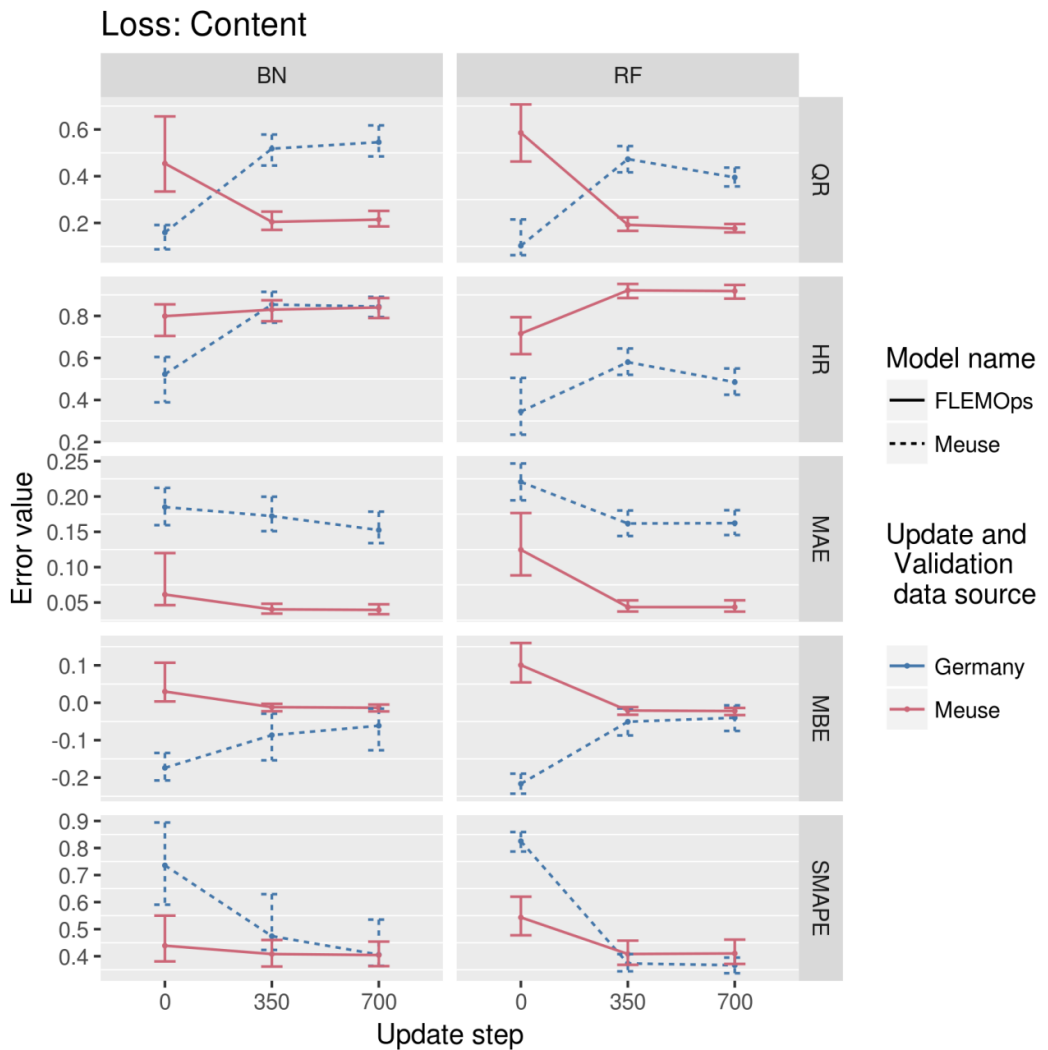 Loss: Content
BN
RF
0.6
0.4
0.2
QR
0.8
0.6
0.4
0.2
HR
0.25
0.20
0.15
0.10
0.05
MAE
0.1
0.0
-0.1
-0.2
MBE
0.9
0.8
0.7
0.6
0.5
0.4
SMAPE
Error value
0
350
700
0
350
700
Update step
Model name
FLEMOps
Meuse
Update and
Validation
data source
Germany
Meuse